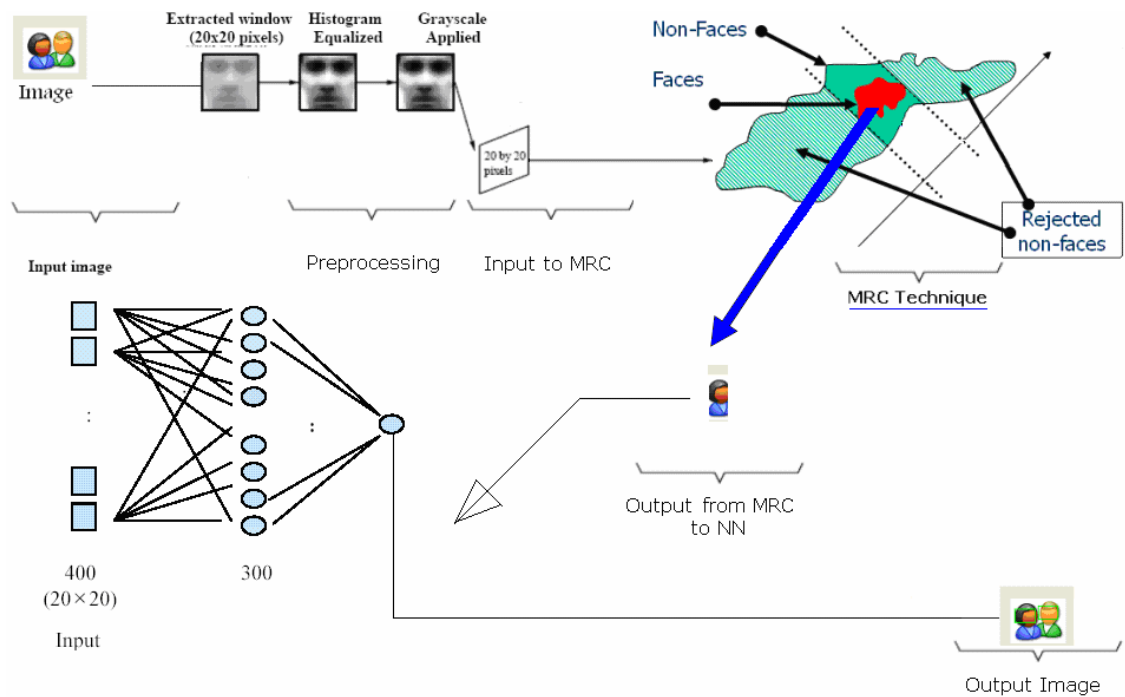 Extracted window
(20x20 pixels)
Histogram
Equalized
Grayscale
Applied
Image
20 by 20
pixels
Non-Faces
Faces
Rejected
non-faces
Preprocessing
Input to MRC
MRC Technique
Input image
:
:
:
400
(20×20)
Input
300
Output from MRC
to NN
Output Image